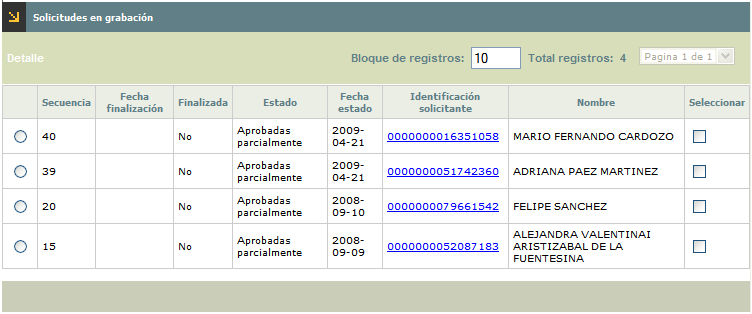 Solicitudes en grabación
Detalle
Bloque de registros: 10 Total registros: 4 Pagina 1 de 1
Secuencia Fecha finalización Finalizada Estado Fecha estado Identificación solicitante Nombre Seleccionar
40 No Aprobadas parcialmente 2009-04-21 0000000016351058 MARIO FERNANDO CARDOZO
39 No Aprobadas parcialmente 2009-04-21 0000000051742360 ADRIANA PAEZ MARTINEZ
20 No Aprobadas parcialmente 2008-09-10 0000000079661542 FELIPE SANCHEZ
15 No Aprobadas parcialmente 2008-09-09 0000000052087183 ALEJANDRA VALENTINAI ARISTIZABAL DE LA FUENTESINA